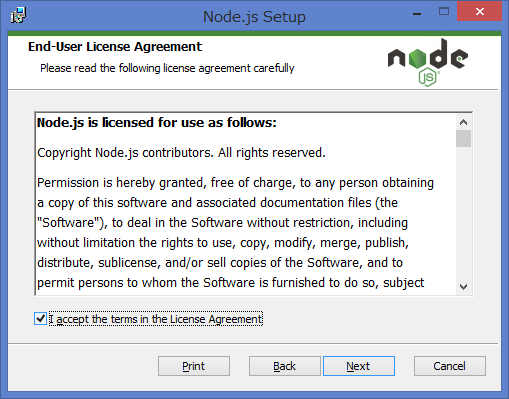 Node.js Setup
End-User License Agreement
Please read the following license agreement carefully
node
JS
Node.js is licensed for use as follows:
Copyright Node.js contributors. All rights reserved.
Permission is hereby granted, free of charge, to any person obtaining
a copy of this software and associated documentation files (the
"Software"), to deal in the Software without restriction, including
without limitation the rights to use, copy, modify, merge, publish,
distribute, sublicense, and/or sell copies of the Software, and to
permit persons to whom the Software is furnished to do so, subject
I accept the terms in the License Agreement
Print
Back
Next
Cancel